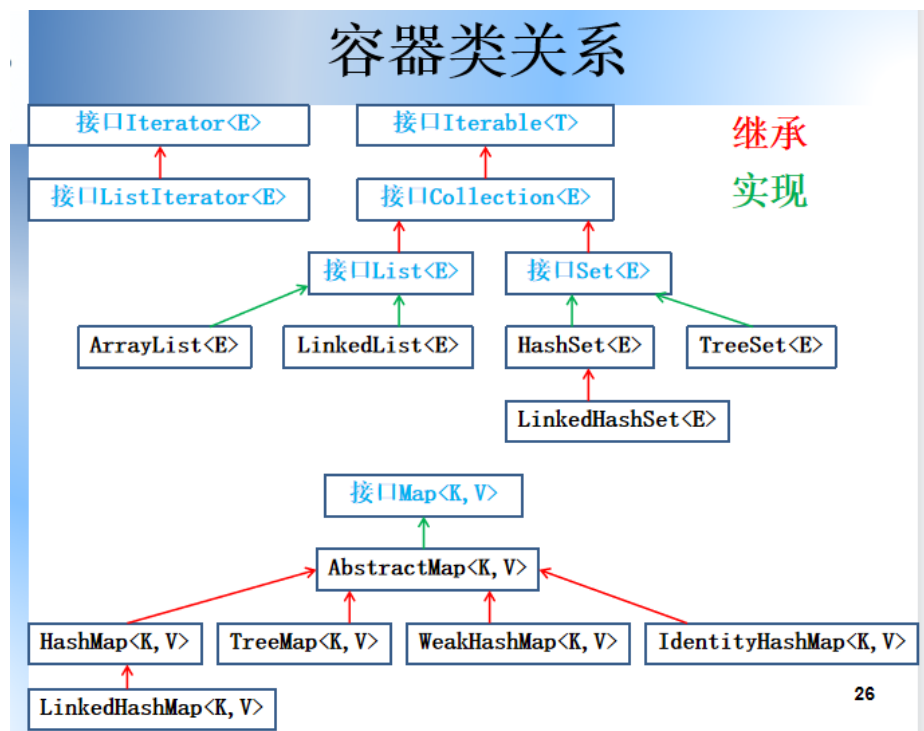 容器类关系
接口Iterator<E>
接口Iterable<T>
继承
接口ListIterator<E>
接口Collection<E>
实现
接口List<E>
接口Set<E>
ArrayList<E>
LinkedList<E>
HashSet<E>
TreeSet<E>
LinkedHashSet<E>
接口Map<K,V>
AbstractMap<K,V>
HashMap<K,V>
TreeMap<K,V>
WeakHashMap<K,V>
IdentityHashMap<K,V>
LinkedHashMap<K,V>
26